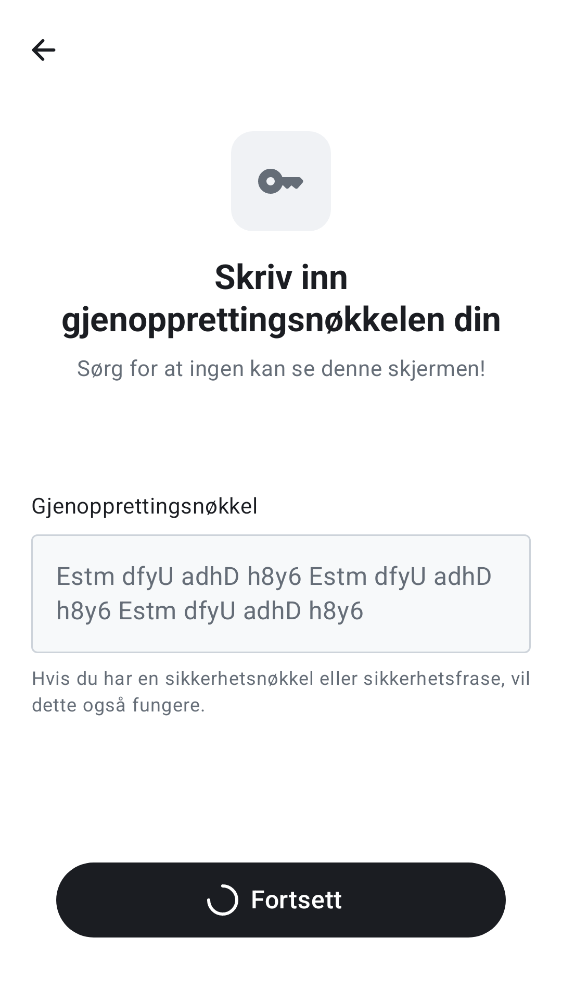 Skriv inn
gjenopprettingsnøkkelen din
Sørg for at ingen kan se denne skjermen!
Gjenopprettingsnøkkel
Estm dfyU adhD h8y6 Estm dfyU adhD
h8y6 Estm dfyU adhD h8y6
Hvis du har en sikkerhetsnøkkel eller sikkerhetsfrase, vil
dette også fungere.
Fortsett